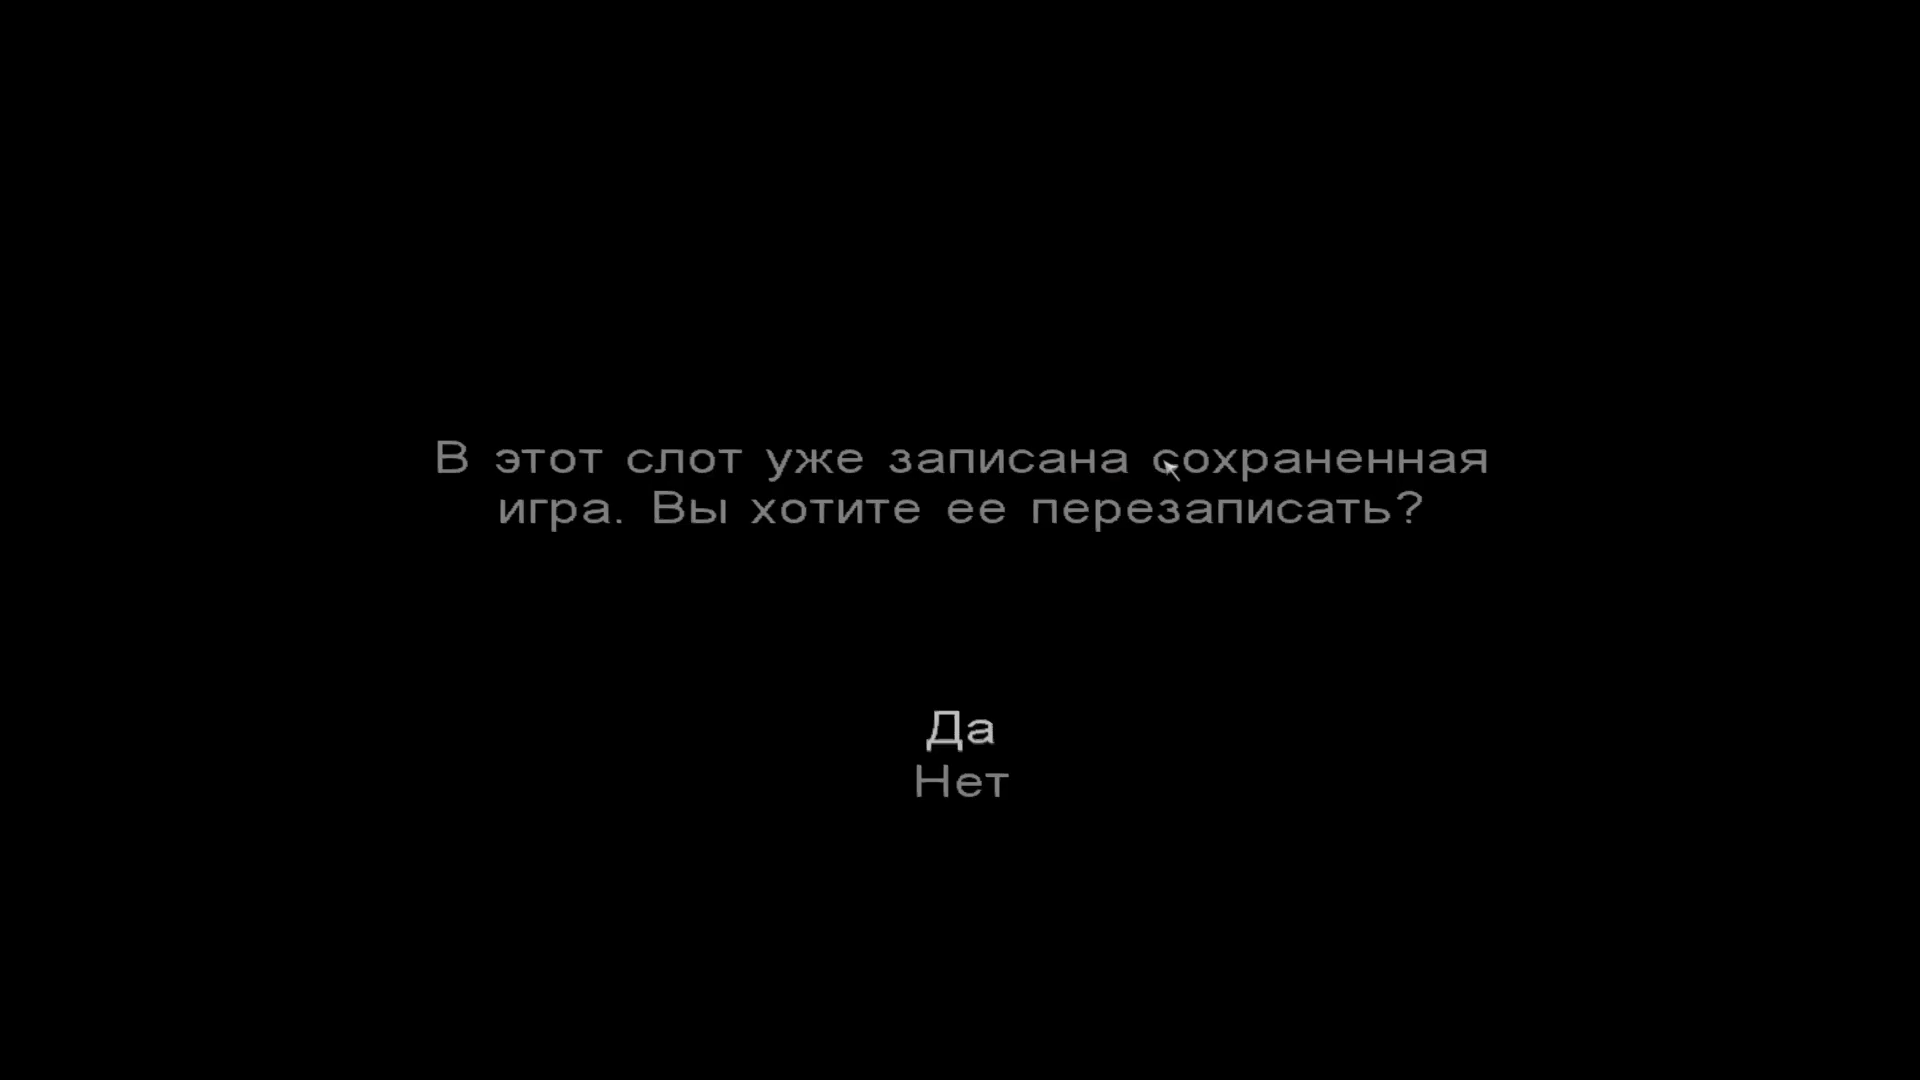 В этот слот уже записана сохраненная
игра. Вы хотите ее перезаписать?
Да
Нет